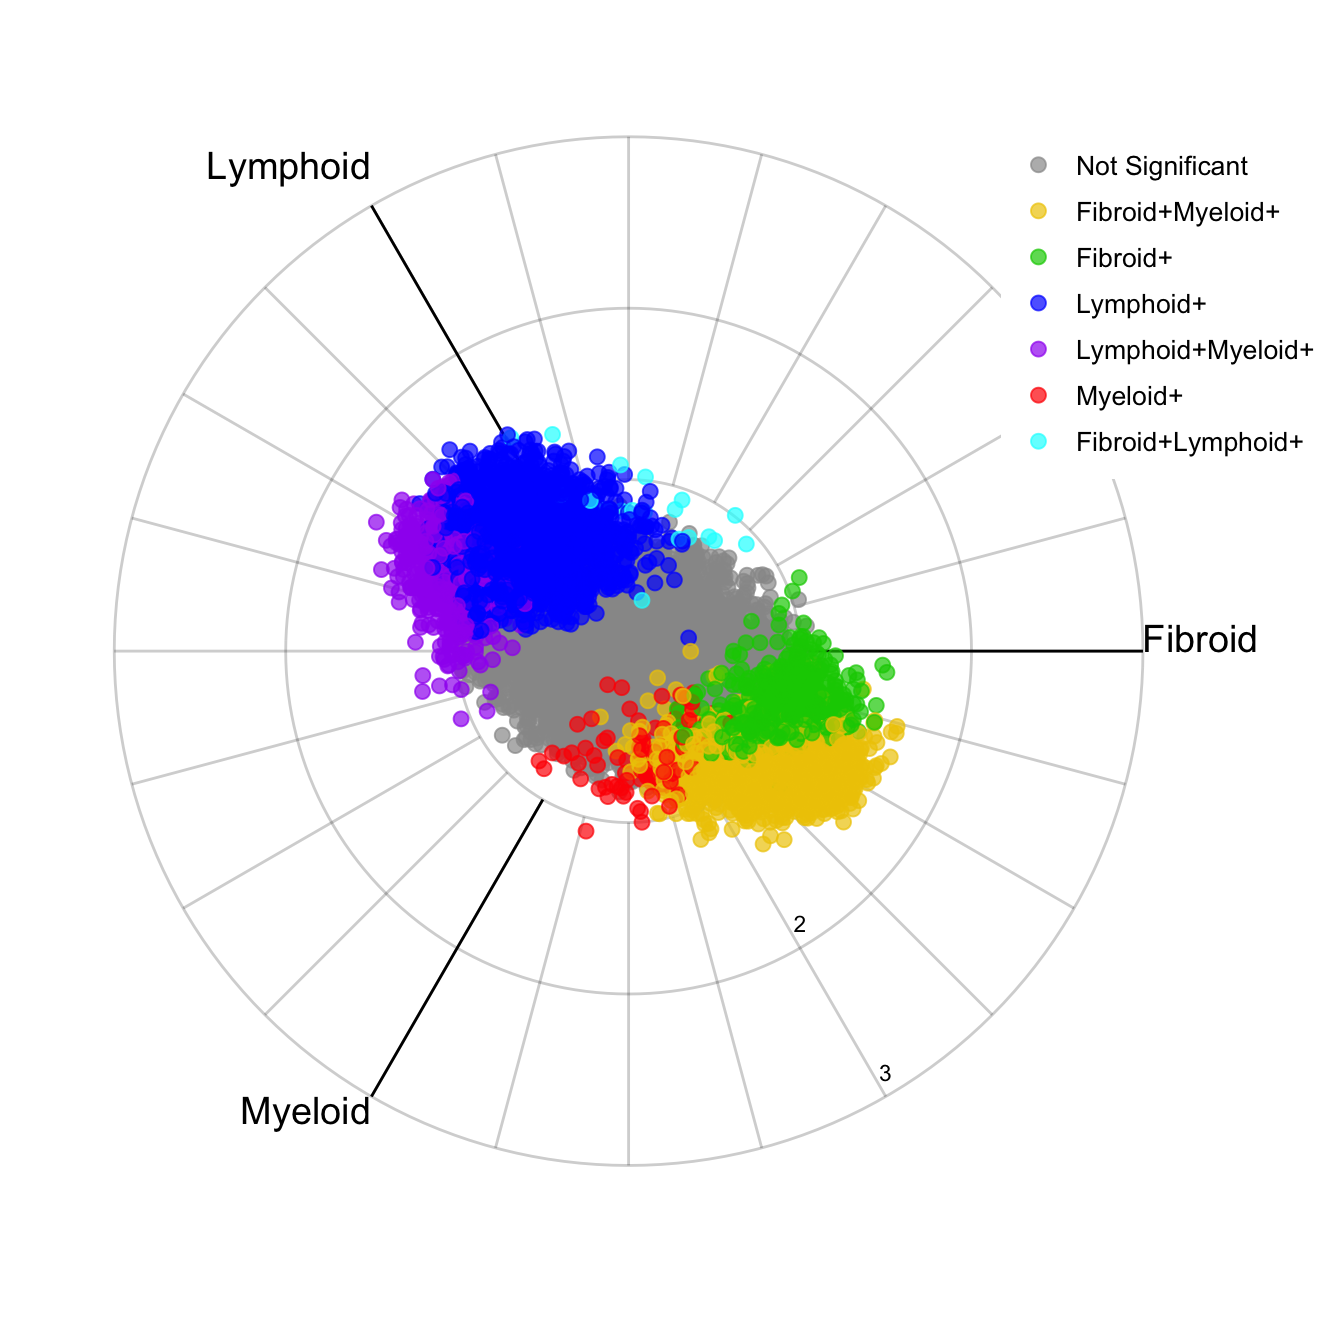 Lymphoid
Not Significant
Fibroid+Myeloid+
Fibroid+
Lymphoid+
Lymphoid+Myeloid+
Myeloid+
Fibroid+Lymphoid+
Fibroid
2
3
Myeloid